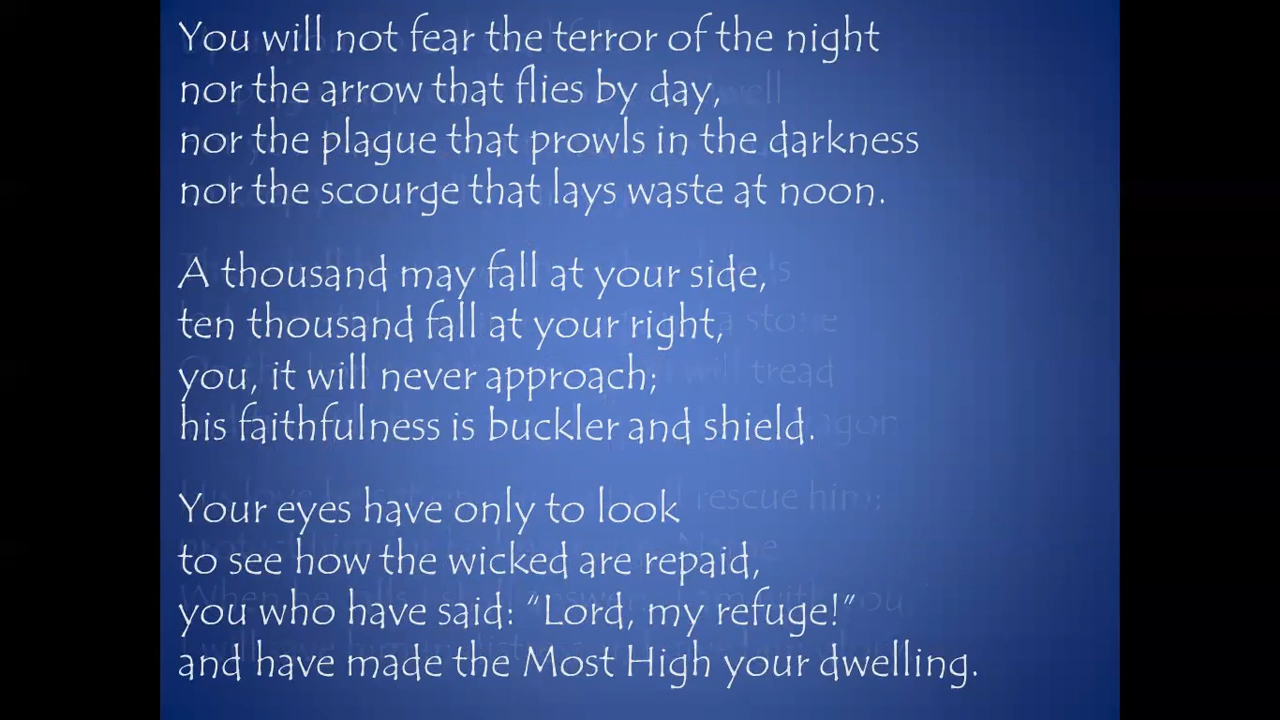 You will not fear the terror of the night
nor the arrow that flies by day,
nor the plague that prowls in the darkness
nor the scourge that lays waste at noon.
A thousand may fall at your side,
ten thousand fall at your right,
you, it will never approach;
his faithfulness is buckler and shield.
Your eyes have only to look
to see how the wicked are repaid,
you who have said: “Lord, my refuge!”
and have made the Most High your dwelling.